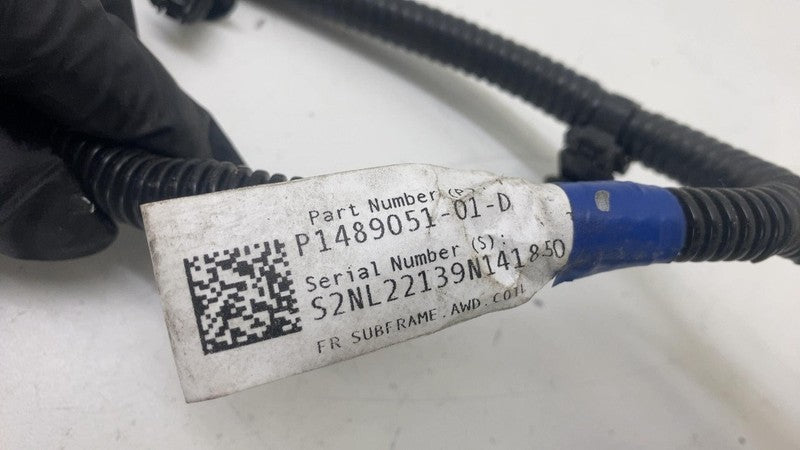 Part Number (P)
P1489051-01-D
Serial Number (S):
S2NL22139N141850
FR SUBFRAME.AWD.COIL